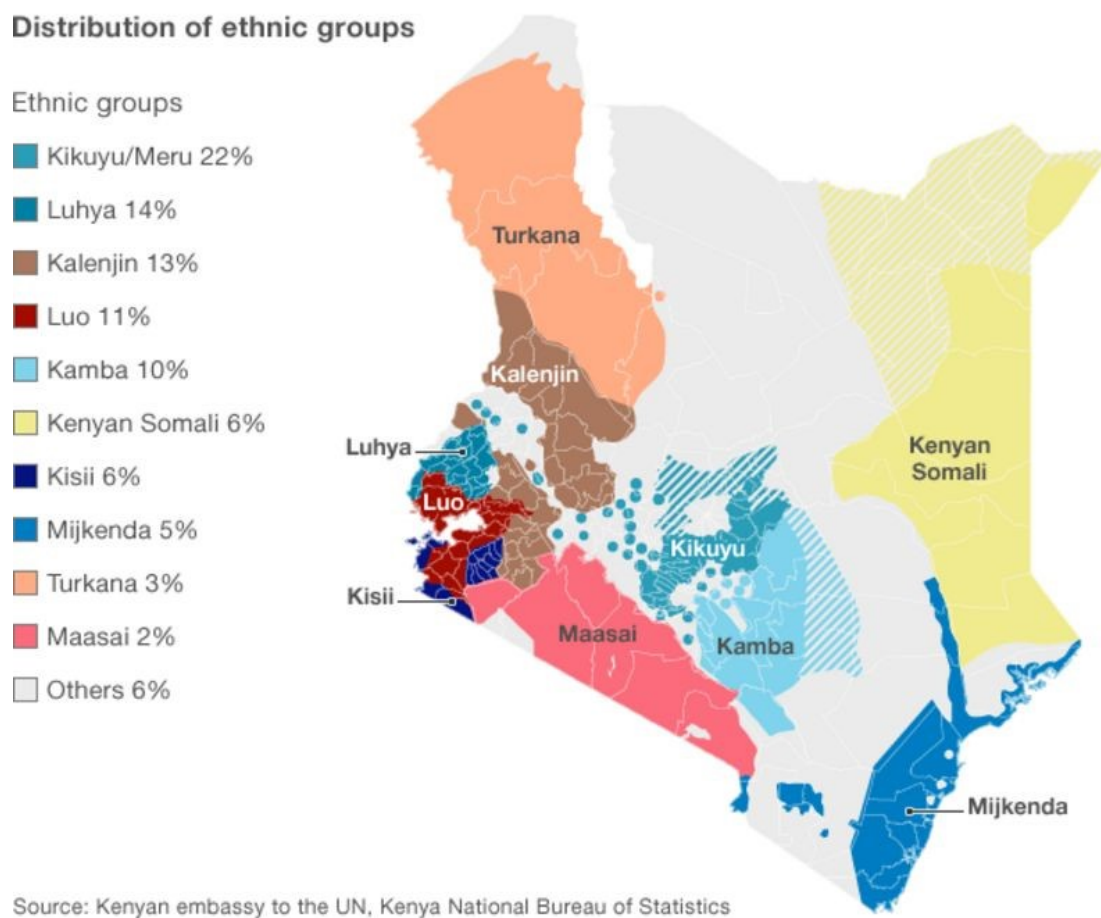 Distribution of ethnic groups
Ethnic groups
Kikuyu/Meru 22%
Luhya 14%
Kalenjin 13%
Luo 11%
Kamba 10%
Kenyan Somali 6%
Kisii 6%
Mijkenda 5%
Turkana 3%
Maasai 2%
Others 6%
Turkana
Kalenjin
Luhya
Kenyan
Somali
Luo
Kikuyu
Kisii
Maasai
Kamba
Mijkenda
Source: Kenyan embassy to the UN, Kenya National Bureau of Statistics